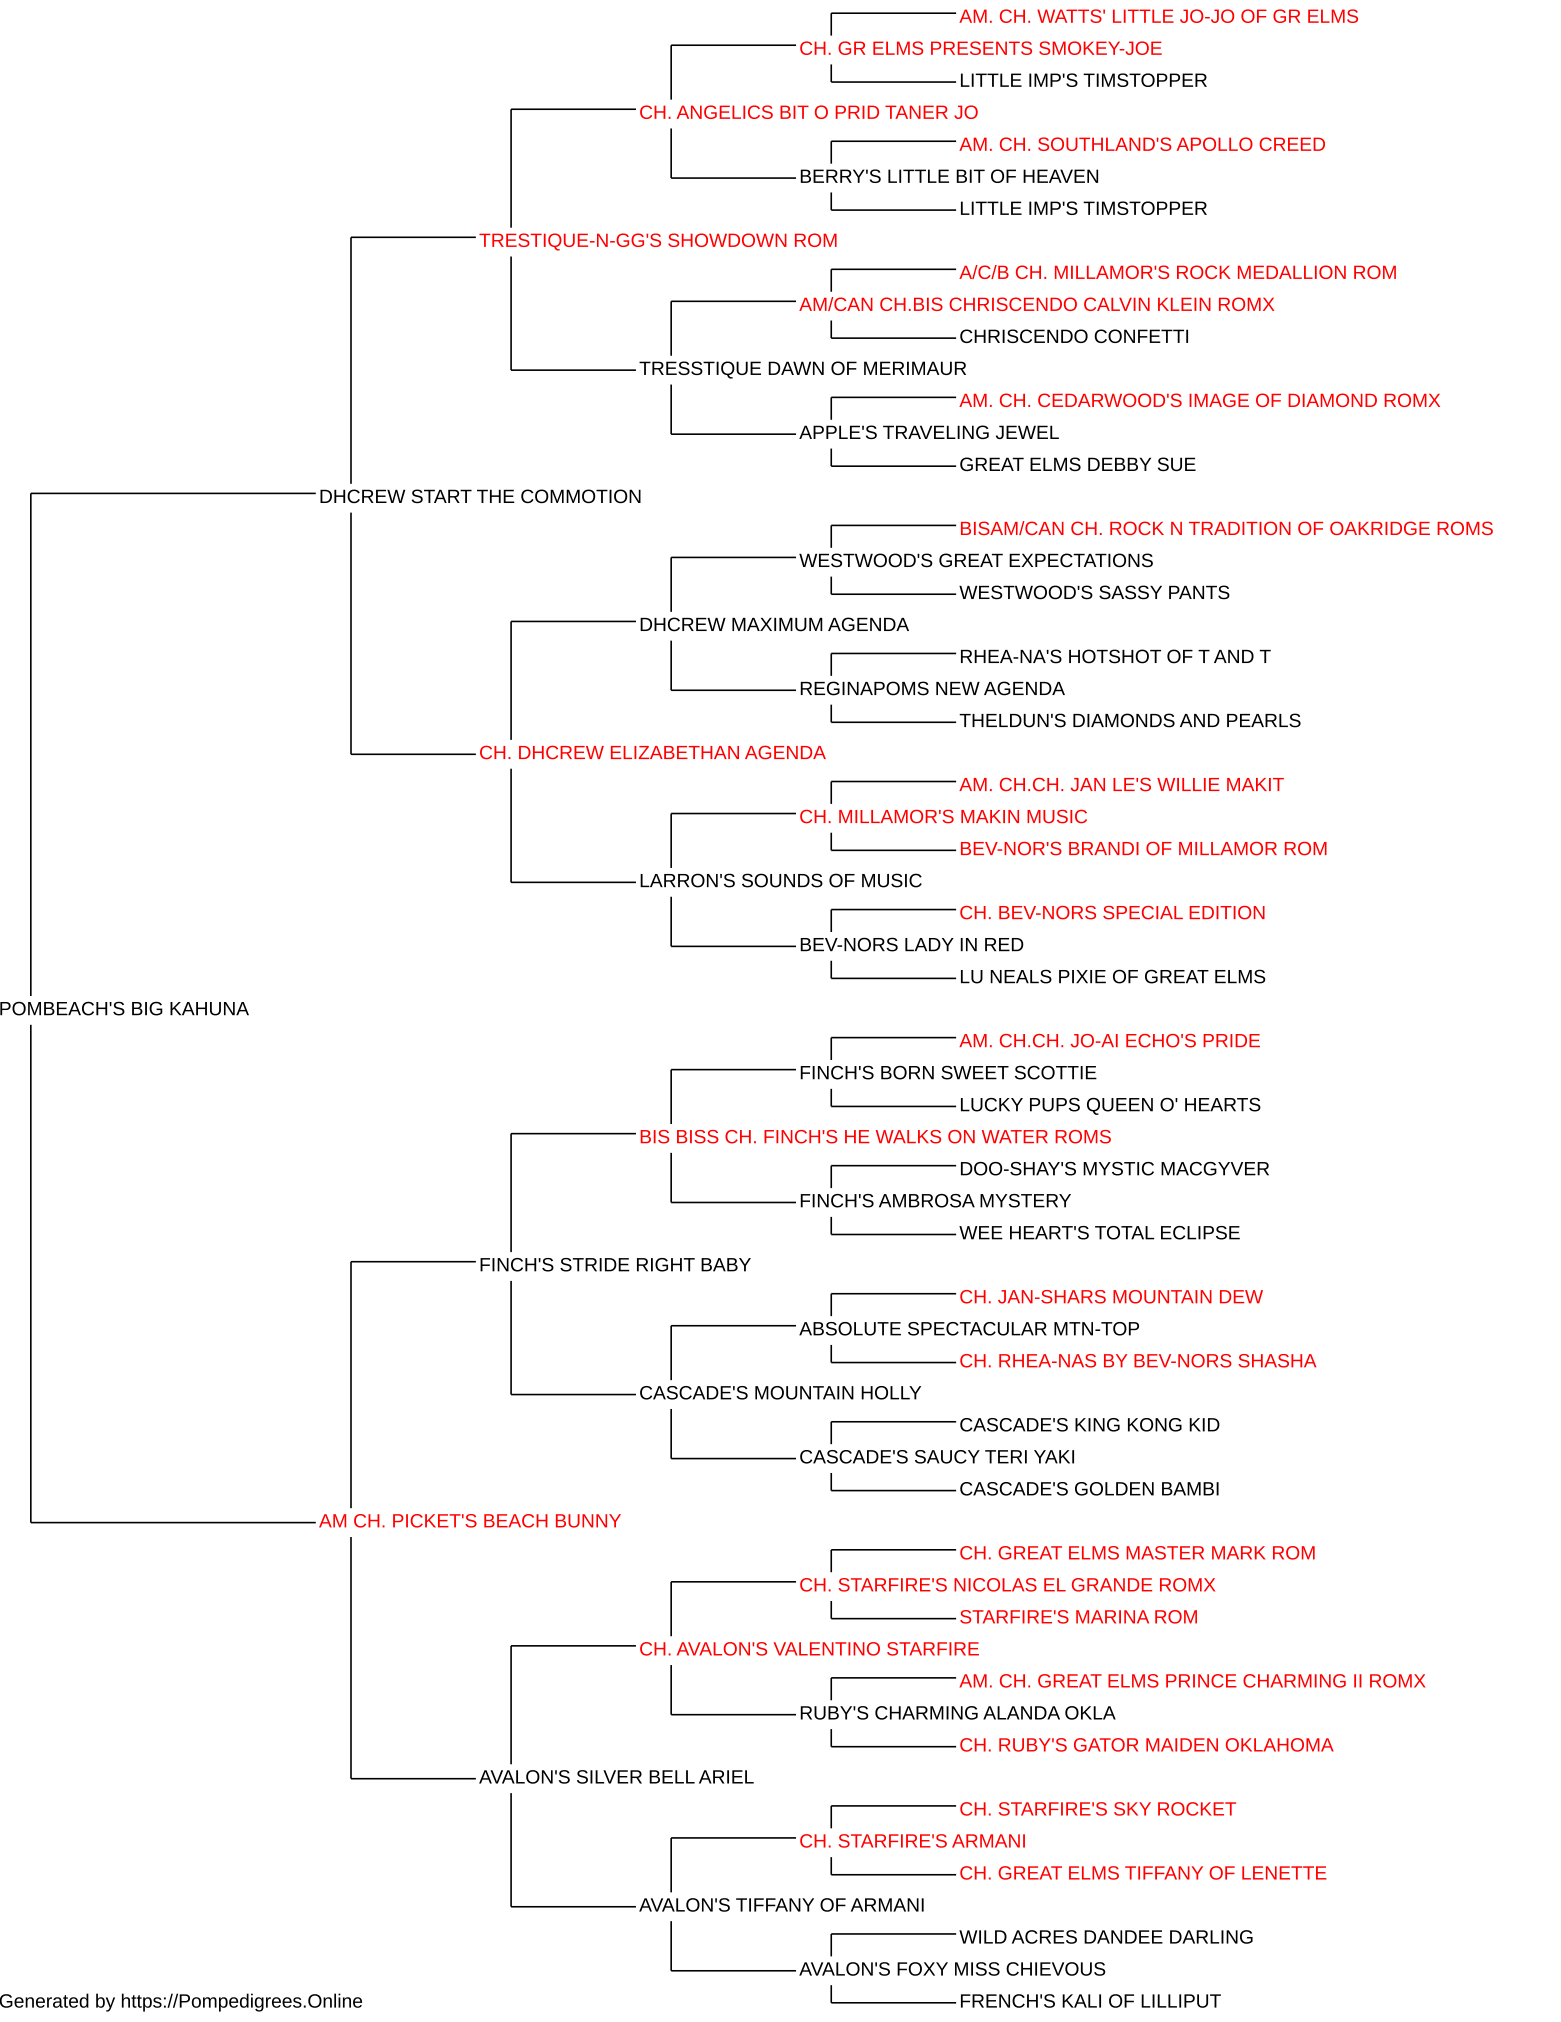 AM. CH. WATTS' LITTLE JO-JO OF GR ELMS
CH. GR ELMS PRESENTS SMOKEY-JOE
LITTLE IMP'S TIMSTOPPER
CH. ANGELICS BIT O PRID TANER JO
AM. CH. SOUTHLAND'S APOLLO CREED
BERRY'S LITTLE BIT OF HEAVEN
LITTLE IMP'S TIMSTOPPER
TRESTIQUE-N-GG'S SHOWDOWN ROM
A/C/B CH. MILLAMOR'S ROCK MEDALLION ROM
AM/CAN CH.BIS CHRISCENDO CALVIN KLEIN ROMX
CHRISCENDO CONFETTI
TRESSTIQUE DAWN OF MERIMAUR
AM. CH. CEDARWOOD'S IMAGE OF DIAMOND ROMX
APPLE'S TRAVELING JEWEL
GREAT ELMS DEBBY SUE
DHCREW START THE COMMOTION
BISAM/CAN CH. ROCK N TRADITION OF OAKRIDGE ROMS
WESTWOOD'S GREAT EXPECTATIONS
WESTWOOD'S SASSY PANTS
DHCREW MAXIMUM AGENDA
RHEA-NA'S HOTSHOT OF T AND T
REGINAPOMS NEW AGENDA
THELDUN'S DIAMONDS AND PEARLS
CH. DHCREW ELIZABETHAN AGENDA
AM. CH.CH. JAN LE'S WILLIE MAKIT
CH. MILLAMOR'S MAKIN MUSIC
BEV-NOR'S BRANDI OF MILLAMOR ROM
LARRON'S SOUNDS OF MUSIC
CH. BEV-NORS SPECIAL EDITION
BEV-NORS LADY IN RED
LU NEALS PIXIE OF GREAT ELMS
POMBEACH'S BIG KAHUNA
AM. CH.CH. JO-AI ECHO'S PRIDE
FINCH'S BORN SWEET SCOTTIE
LUCKY PUPS QUEEN O' HEARTS
BIS BISS CH. FINCH'S HE WALKS ON WATER ROMS
DOO-SHAY'S MYSTIC MACGYVER
FINCH'S AMBROSA MYSTERY
WEE HEART'S TOTAL ECLIPSE
FINCH'S STRIDE RIGHT BABY
CH. JAN-SHARS MOUNTAIN DEW
ABSOLUTE SPECTACULAR MTN-TOP
CH. RHEA-NAS BY BEV-NORS SHASHA
CASCADE'S MOUNTAIN HOLLY
CASCADE'S KING KONG KID
CASCADE'S SAUCY TERI YAKI
CASCADE'S GOLDEN BAMBI
AM CH. PICKET'S BEACH BUNNY
CH. GREAT ELMS MASTER MARK ROM
CH. STARFIRE'S NICOLAS EL GRANDE ROMX
STARFIRE'S MARINA ROM
CH. AVALON'S VALENTINO STARFIRE
AM. CH. GREAT ELMS PRINCE CHARMING II ROMX
RUBY'S CHARMING ALANDA OKLA
CH. RUBY'S GATOR MAIDEN OKLAHOMA
AVALON'S SILVER BELL ARIEL
CH. STARFIRE'S SKY ROCKET
CH. STARFIRE'S ARMANI
CH. GREAT ELMS TIFFANY OF LENETTE
AVALON'S TIFFANY OF ARMANI
WILD ACRES DANDEE DARLING
AVALON'S FOXY MISS CHIEVOUS
FRENCH'S KALI OF LILLIPUT
Generated by https://Pompedigrees.Online